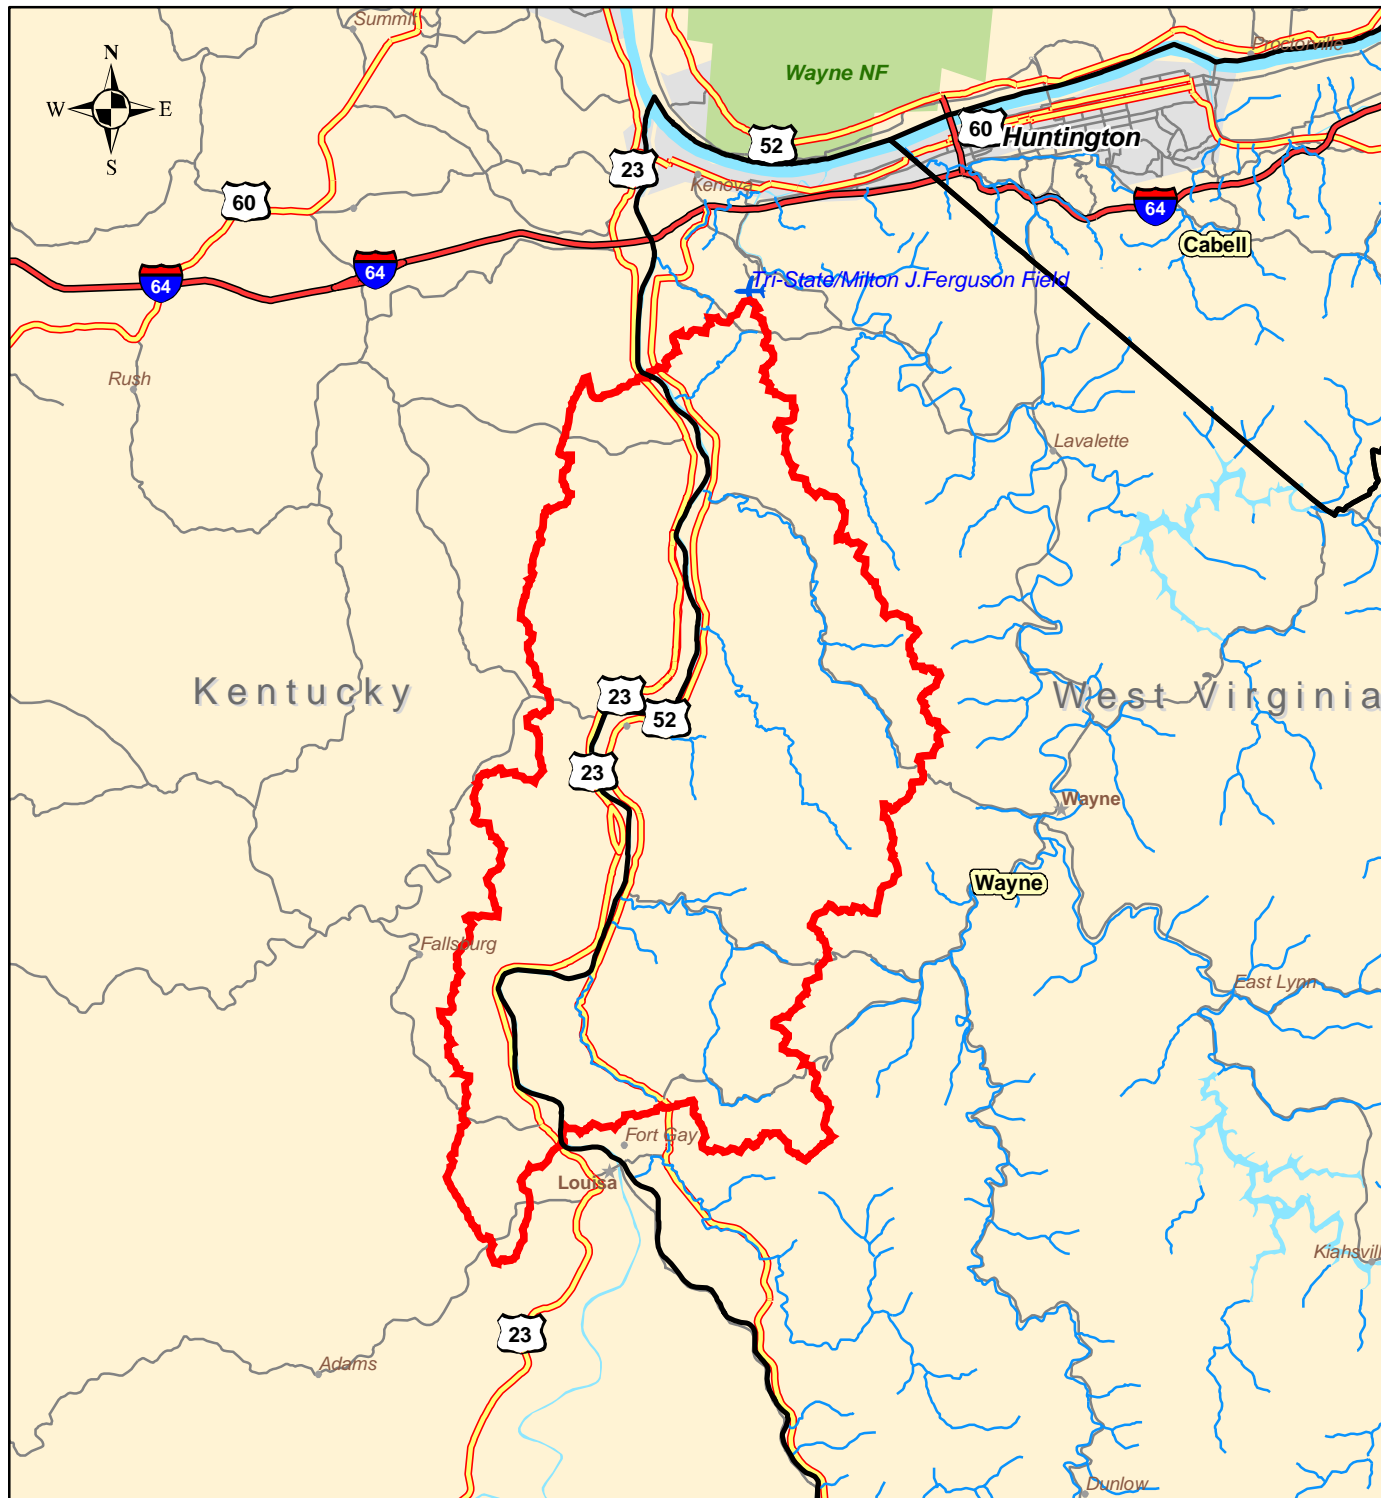 Summit
Proctorville
N
W
E
S
Wayne NF
52
60
Huntington
23
Kenova
60
64
Cabell
64
64
Tri-State/Milton J.Ferguson Field
Rush
Lavalette
Kentucky
23
52
West Virginia
23
Wayne
Wayne
Fallsburg
East Lynn
Fort Gay
Louisa
Kiahsvill
23
Adams
Dunlow